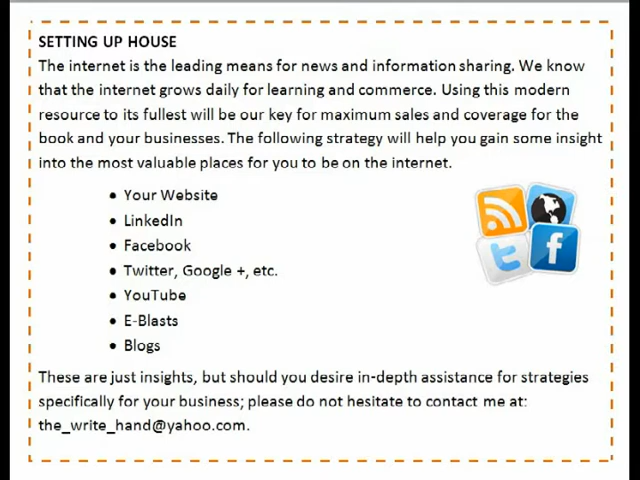 SETTING UP HOUSE
The internet is the leading means for news and information sharing. We know
that the internet grows daily for learning and commerce. Using this modern
resource to its fullest will be our key for maximum sales and coverage for the
book and your businesses. The following strategy will help you gain some insight
into the most valuable places for you to be on the internet.
• Your Website
• LinkedIn
• Facebook
• Twitter, Google +, etc.
• YouTube
• E-Blasts
• Blogs
These are just insights, but should you desire in-depth assistance for strategies
specifically for your business; please do not hesitate to contact me at:
the_write_hand@yahoo.com.